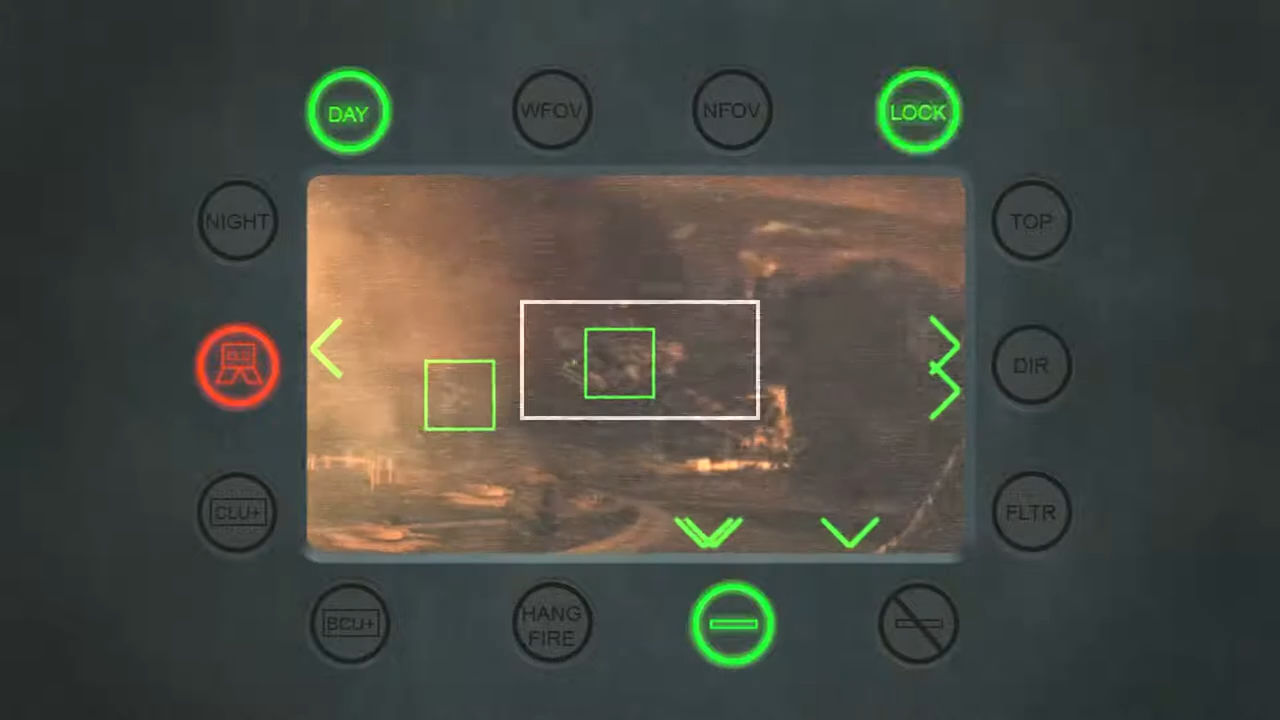 DAY
WFOV
NFOV
LOCK
NIGHT
TOP
DIR
CLU+
FLTR
BCU+
HANG
FIRE